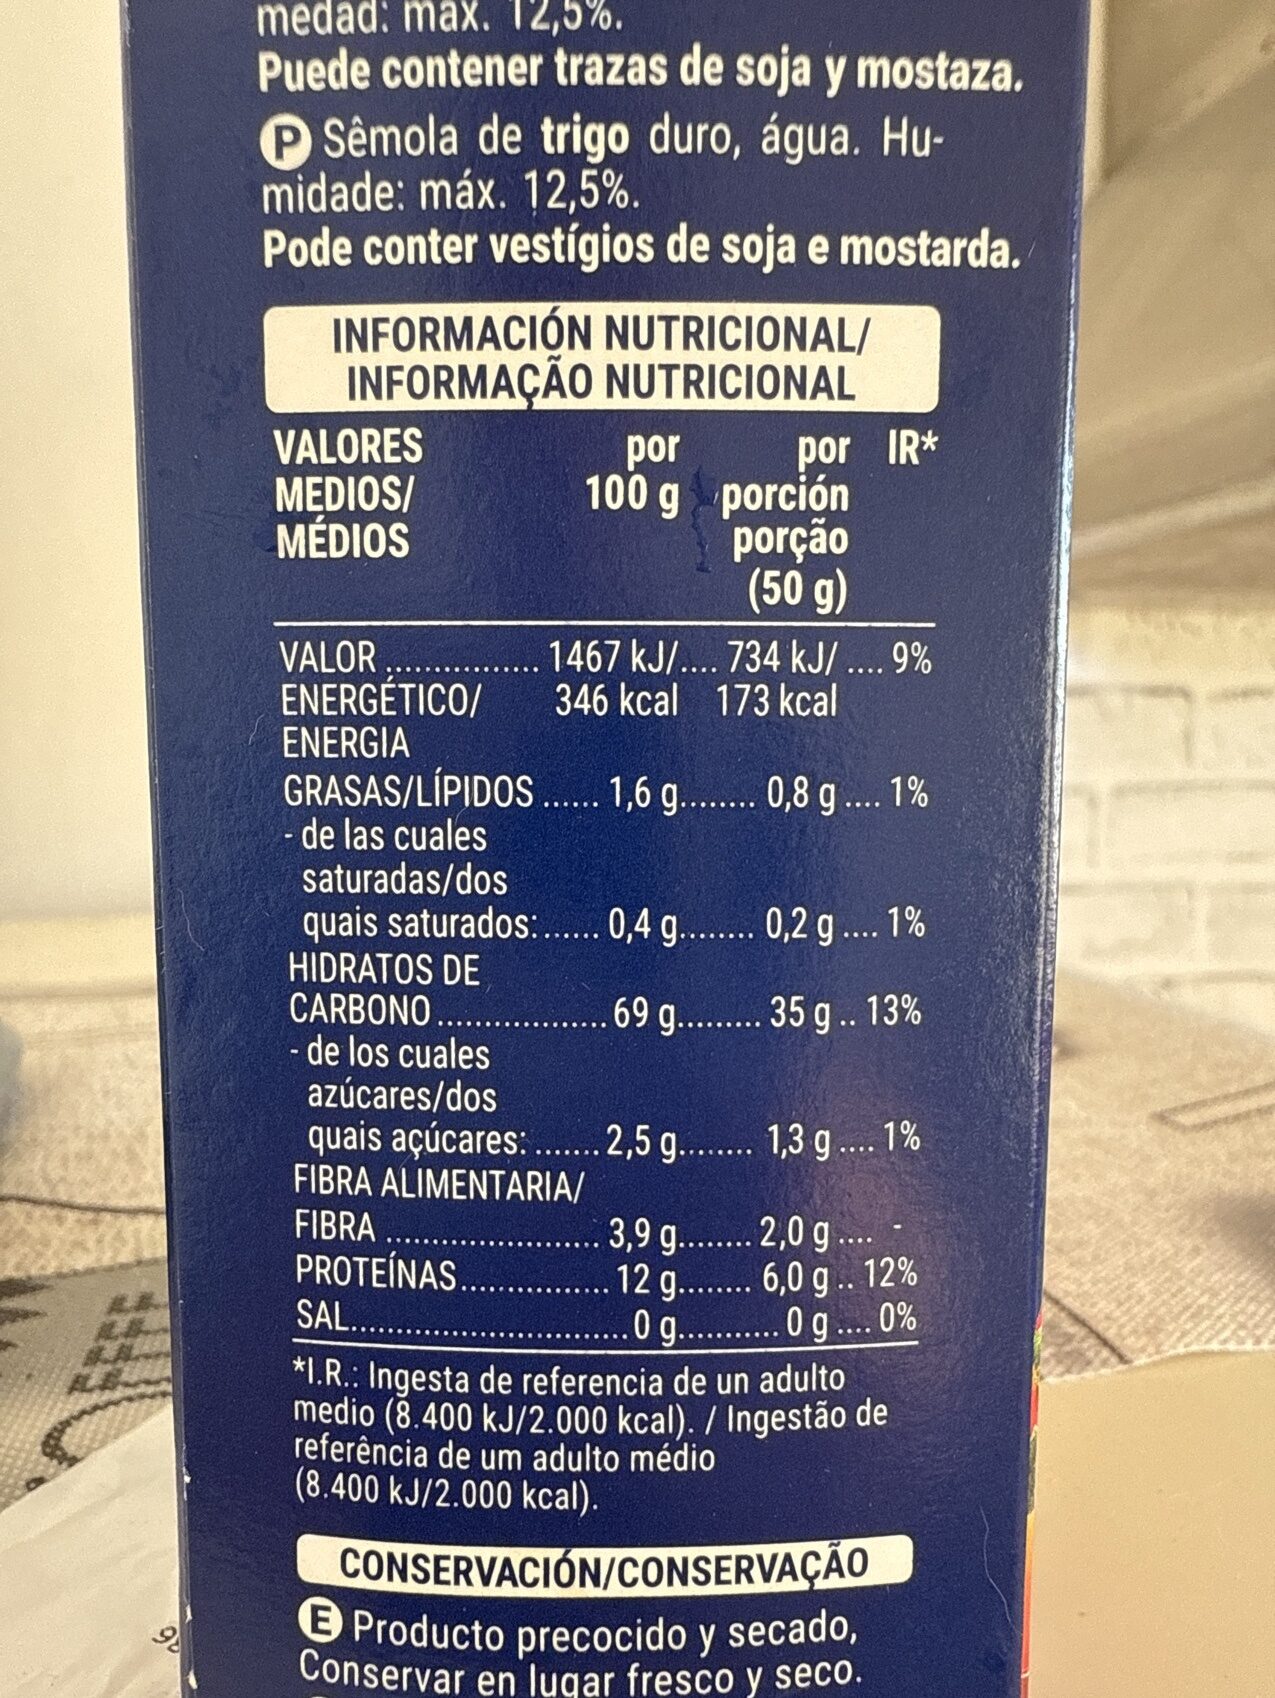 medad: máx. 12,5%.
Puede contener trazas de soja y mostaza.
P Sêmola de trigo duro, água. Hu-
midade: máx. 12,5%.
Pode conter vestígios de soja e mostarda.
INFORMACIÓN NUTRICIONAL/
INFORMAÇÃO NUTRICIONAL
VALORES por por IR*
MEDIOS/ 100 g porción
MÉDIOS porção
(50 g)
VALOR ................ 1467 kJ/.... 734 kJ/ .... 9%
ENERGÉTICO/ 346 kcal 173 kcal
ENERGIA
GRASAS/LÍPIDOS ...... 1,6 g........ 0,8 g .... 1%
- de las cuales
saturadas/dos
quais saturados:....... 0,4 g........ 0,2 g .... 1%
HIDRATOS DE
CARBONO ................. 69 g......... 35 g .. 13%
- de los cuales
azúcares/dos
quais açúcares: ....... 2,5 g........ 1,3 g .... 1%
FIBRA ALIMENTARIA/
FIBRA ...................... 3,9 g........ 2,0 g .... -
PROTEÍNAS............... 12 g........ 6,0 g .. 12%
SAL............................ 0 g........... 0 g .... 0%
*I.R.: Ingesta de referencia de un adulto
medio (8.400 kJ/2.000 kcal). / Ingestão de
referência de um adulto médio
(8.400 kJ/2.000 kcal).
CONSERVACIÓN/CONSERVAÇÃO
E Producto precocido y secado,
Conservar en lugar fresco y seco.